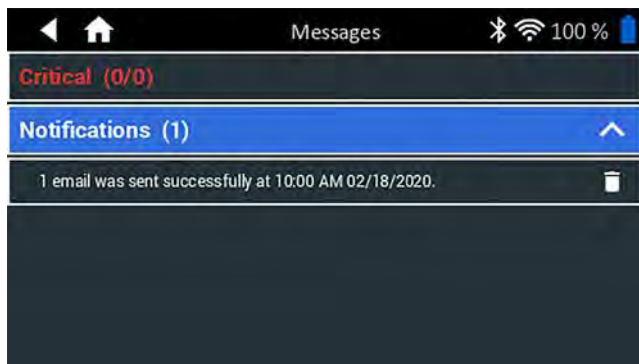 Messages 100 %
Critical (0/0)
Notifications (1)
1 email was sent successfully at 10:00 AM 02/18/2020.